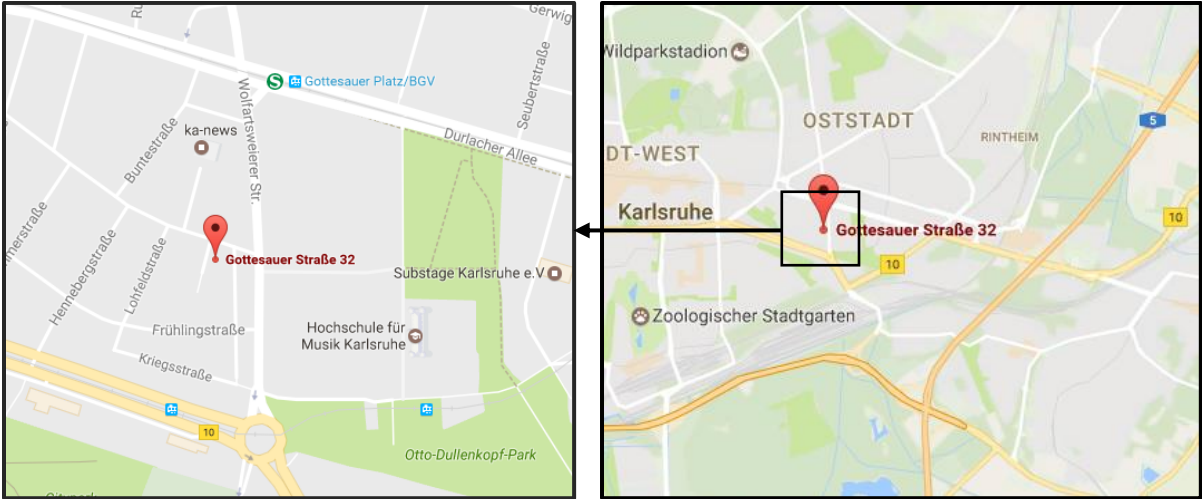 Gerwig
Ru
S
Gottesauer Platz/BGV
Seubertstraße
Wolfartsweierer Str.
ka-news
Buntestraße
Durlacher Allee
Gottesauer Straße 32
Hennebergstraße
Lohfeldstraße
Substage Karlsruhe e.V
Frühlingstraße
Hochschule für
Musik Karlsruhe
Kriegsstraße
10
Otto-Dullenkopf-Park
Wildparkstadion
OSTSTADT
5
RINTHEIM
DT-WEST
Karlsruhe
10
Gottesauer Straße 32
10
Zoologischer Stadtgarten